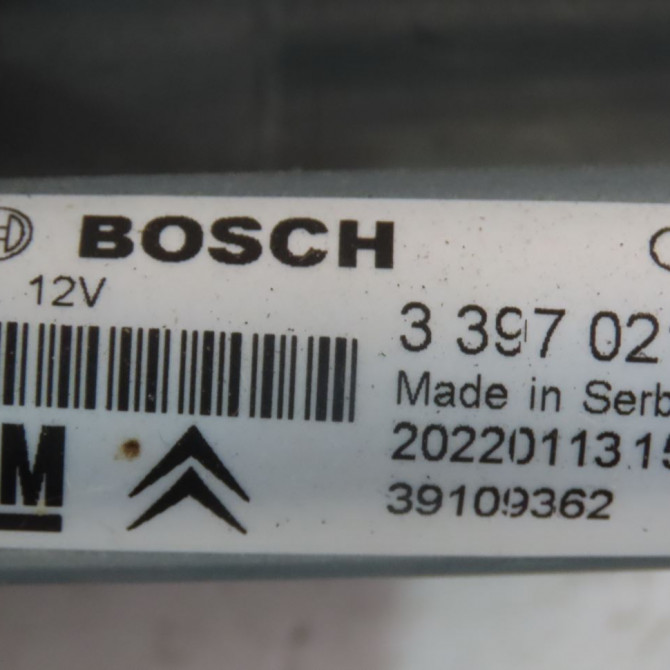 BOSCH
12V
3 397 02
Made in Serb
2022011315
39109362
M